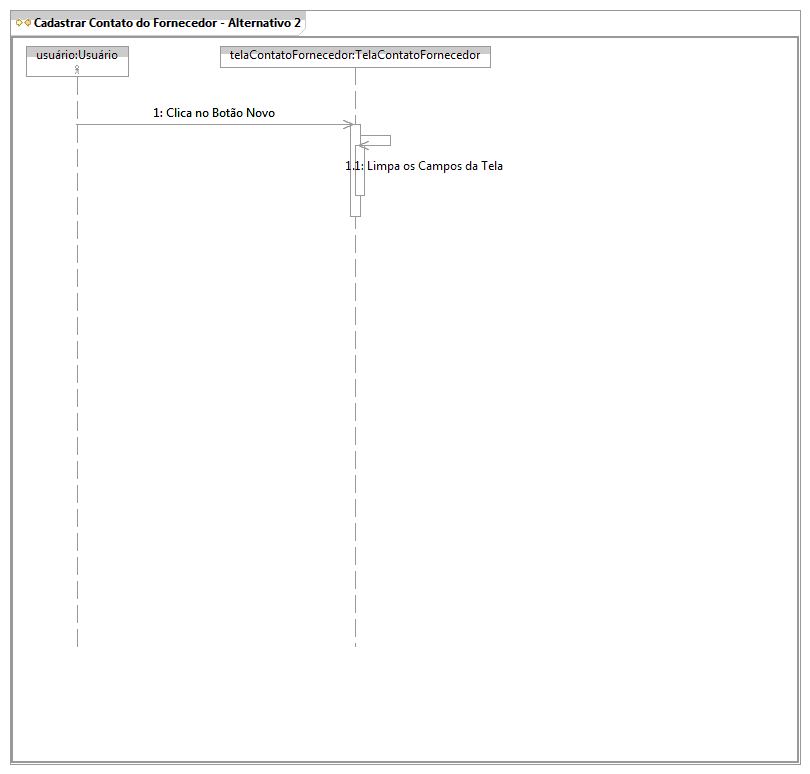 Cadastrar Contato do Fornecedor - Alternativo 2
usuário:Usuário
telaContatoFornecedor:TelaContatoFornecedor
1: Clica no Botão Novo
1.1: Limpa os Campos da Tela